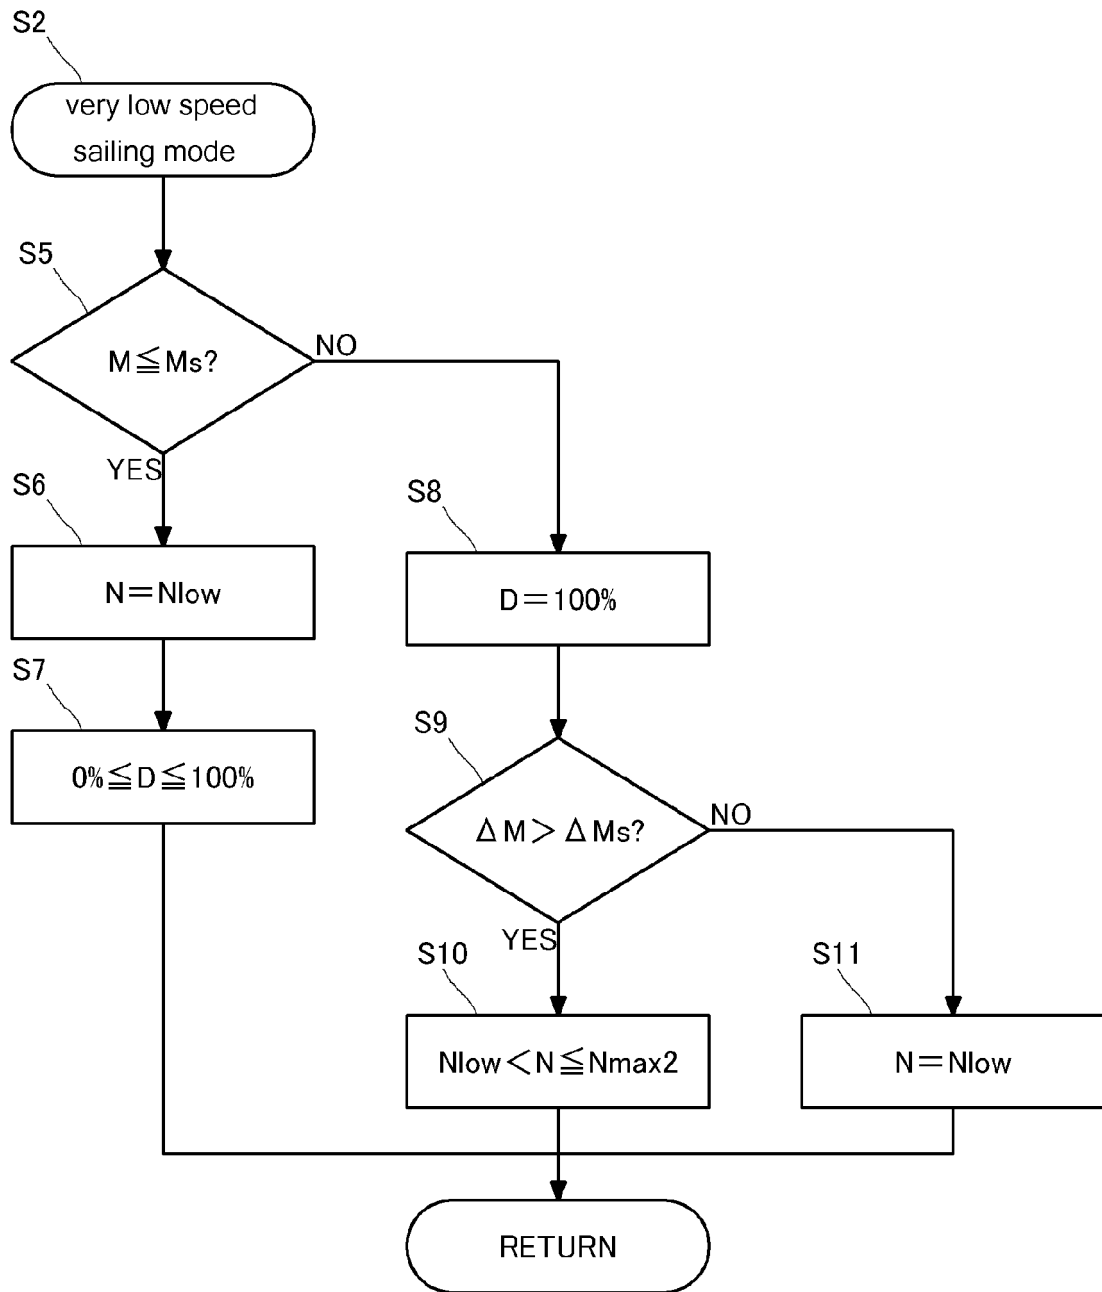 S2
very low speed
sailing mode
S5
M≦Ms?
NO
YES
S6
N=Nlow
S8
D=100%
S7
0%≦D≦100%
S9
ΔM>ΔMs?
NO
YES
S10
Nlow<N≦Nmax2
S11
N=Nlow
RETURN